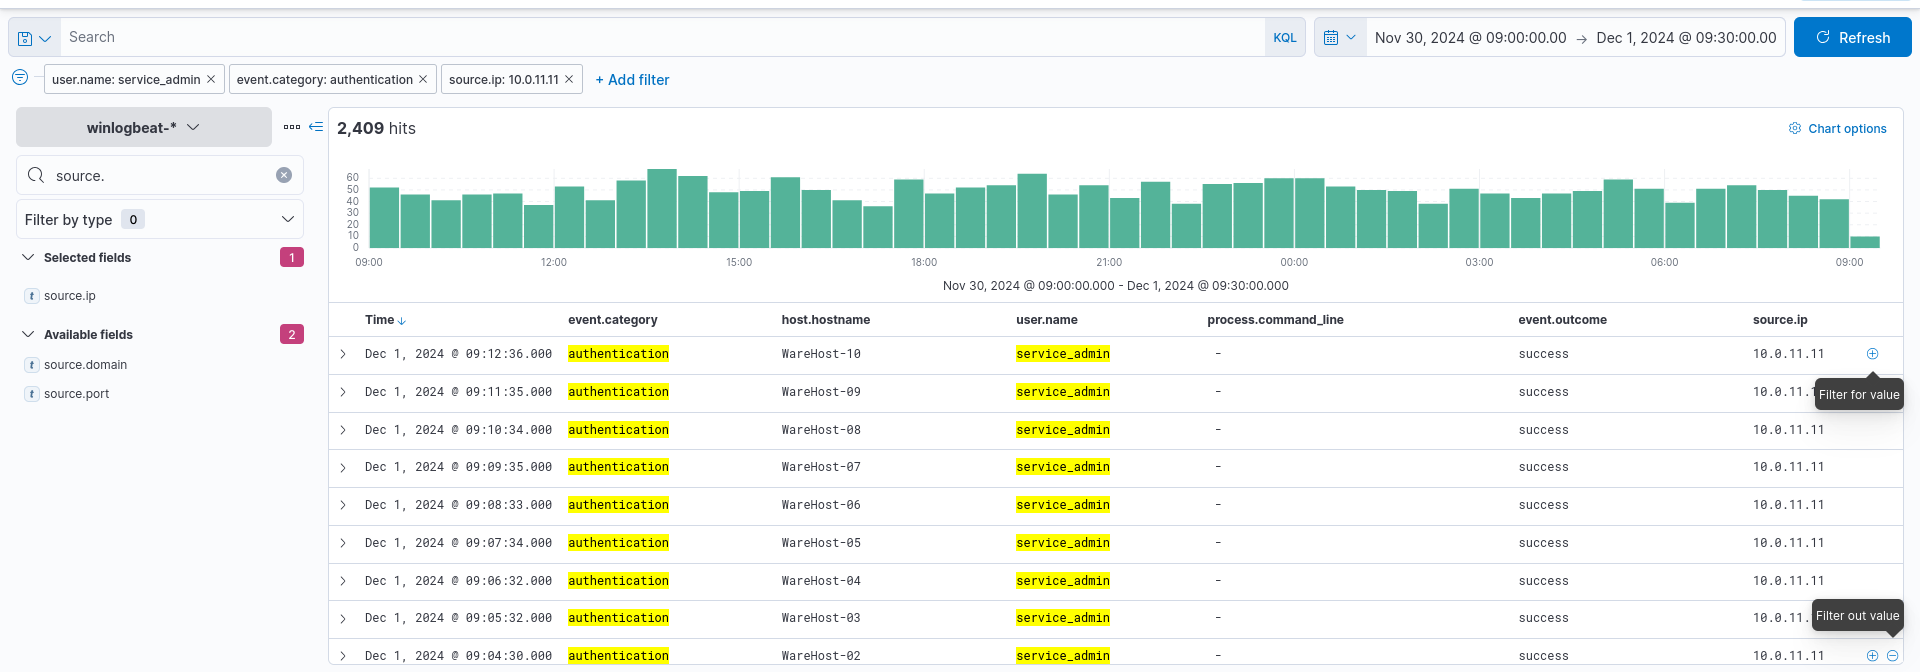 Search KQL Nov 30, 2024 @ 09:00:00.00 → Dec 1, 2024 @ 09:30:00.00 Refresh
user.name: service_admin × event.category: authentication × source.ip: 10.0.11.11 × + Add filter
winlogbeat-*
source.
Filter by type 0
Selected fields 1
t source.ip
Available fields 2
t source.domain
t source.port
2,409 hits Chart options
60
50
40
30
20
10
0
09:00 12:00 15:00 18:00 21:00 00:00 03:00 06:00 09:00
Nov 30, 2024 @ 09:00:00.000 - Dec 1, 2024 @ 09:30:00.000
Time ↓ event.category host.hostname user.name process.command_line event.outcome source.ip
Dec 1, 2024 @ 09:12:36.000 authentication WareHost-10 service_admin - success 10.0.11.11
Dec 1, 2024 @ 09:11:35.000 authentication WareHost-09 service_admin - success 10.0.11.1
Filter for value
Dec 1, 2024 @ 09:10:34.000 authentication WareHost-08 service_admin - success 10.0.11.11
Dec 1, 2024 @ 09:09:35.000 authentication WareHost-07 service_admin - success 10.0.11.11
Dec 1, 2024 @ 09:08:33.000 authentication WareHost-06 service_admin - success 10.0.11.11
Dec 1, 2024 @ 09:07:34.000 authentication WareHost-05 service_admin - success 10.0.11.11
Dec 1, 2024 @ 09:06:32.000 authentication WareHost-04 service_admin - success 10.0.11.11
Dec 1, 2024 @ 09:05:32.000 authentication WareHost-03 service_admin - success 10.0.11.
Filter out value
Dec 1, 2024 @ 09:04:30.000 authentication WareHost-02 service_admin - success 10.0.11.11